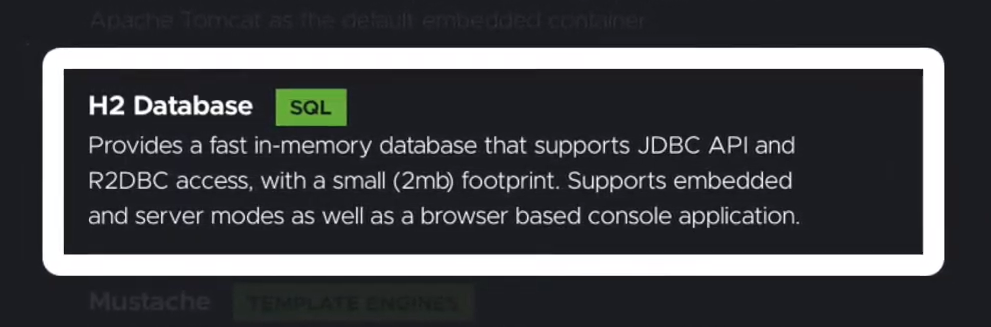 Apache Tomcat as the default embedded container
H2 Database SQL
Provides a fast in-memory database that supports JDBC API and
R2DBC access, with a small (2mb) footprint. Supports embedded
and server modes as well as a browser based console application.
Mustache TEMPLATE ENGINES